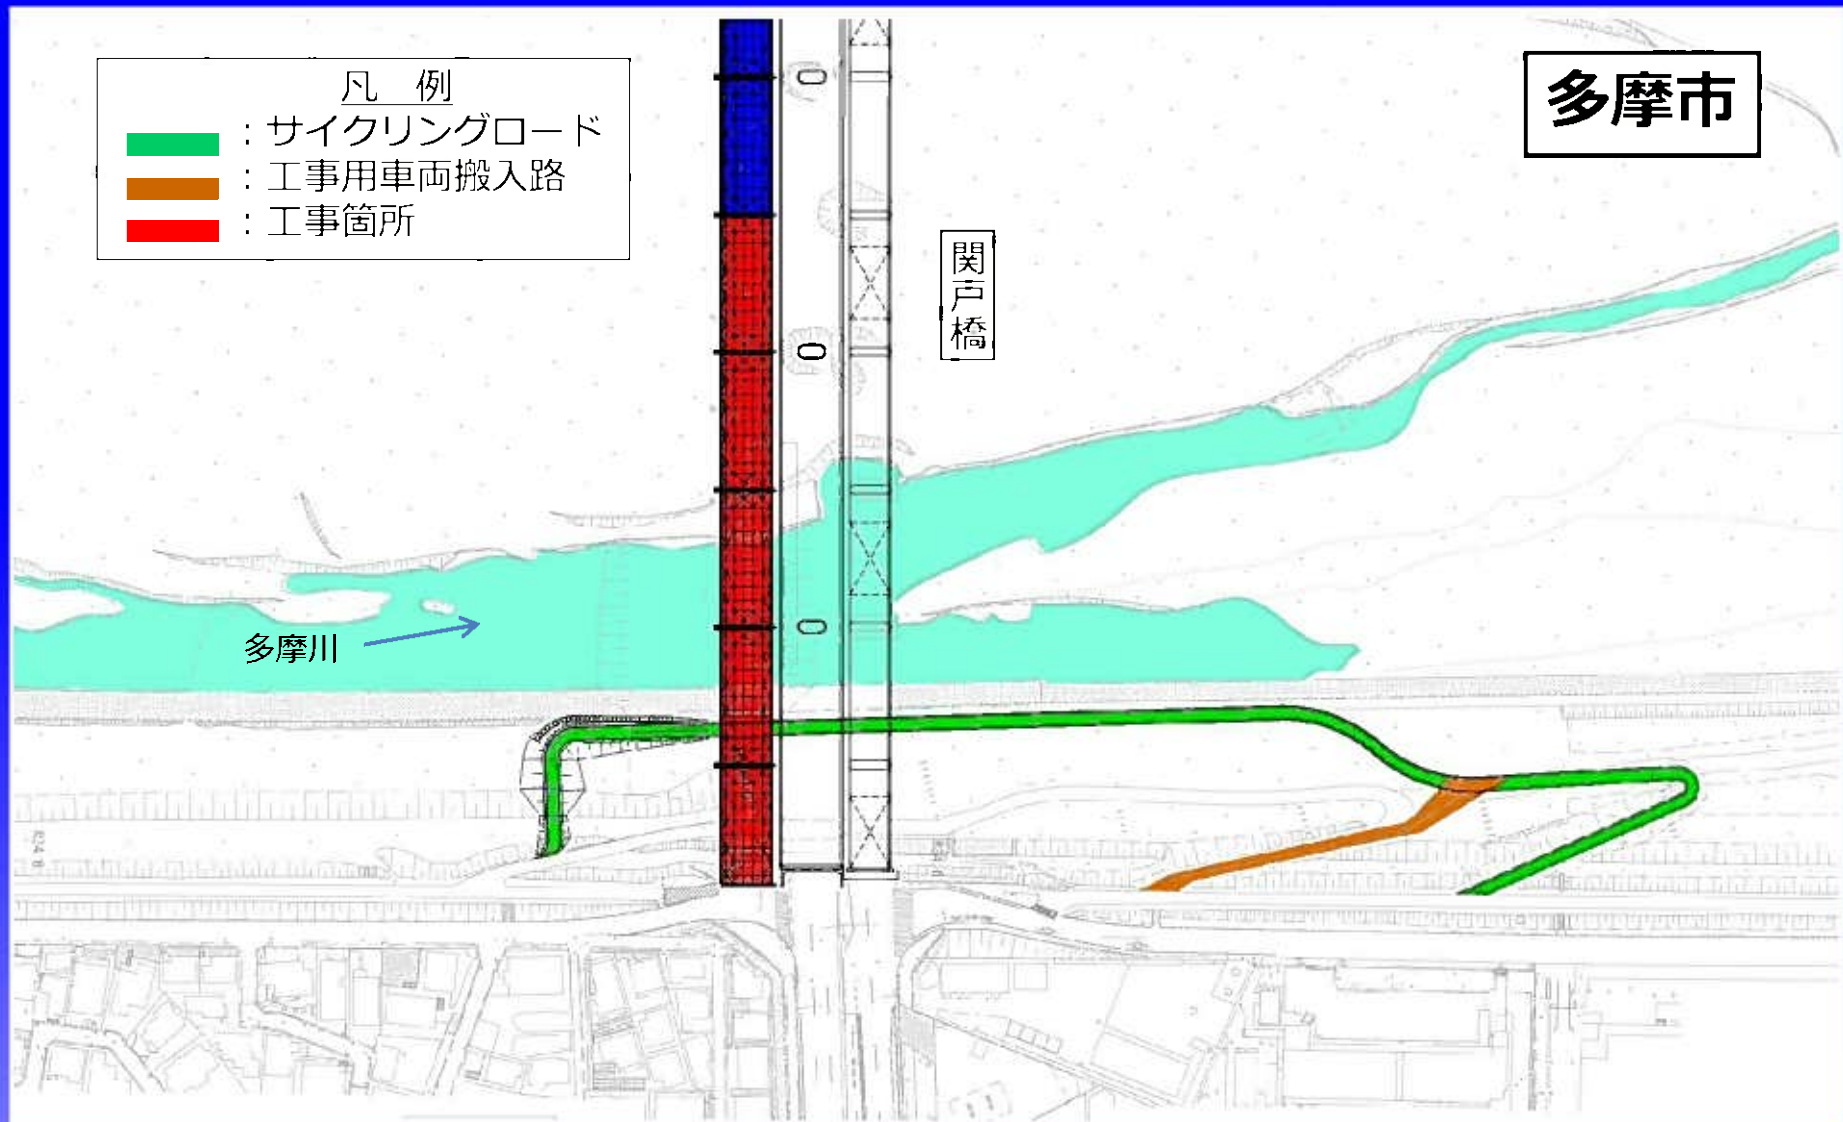 凡 例
：サイクリングロード
：工事用車両搬入路
：工事箇所
多摩市
関戸橋
多摩川